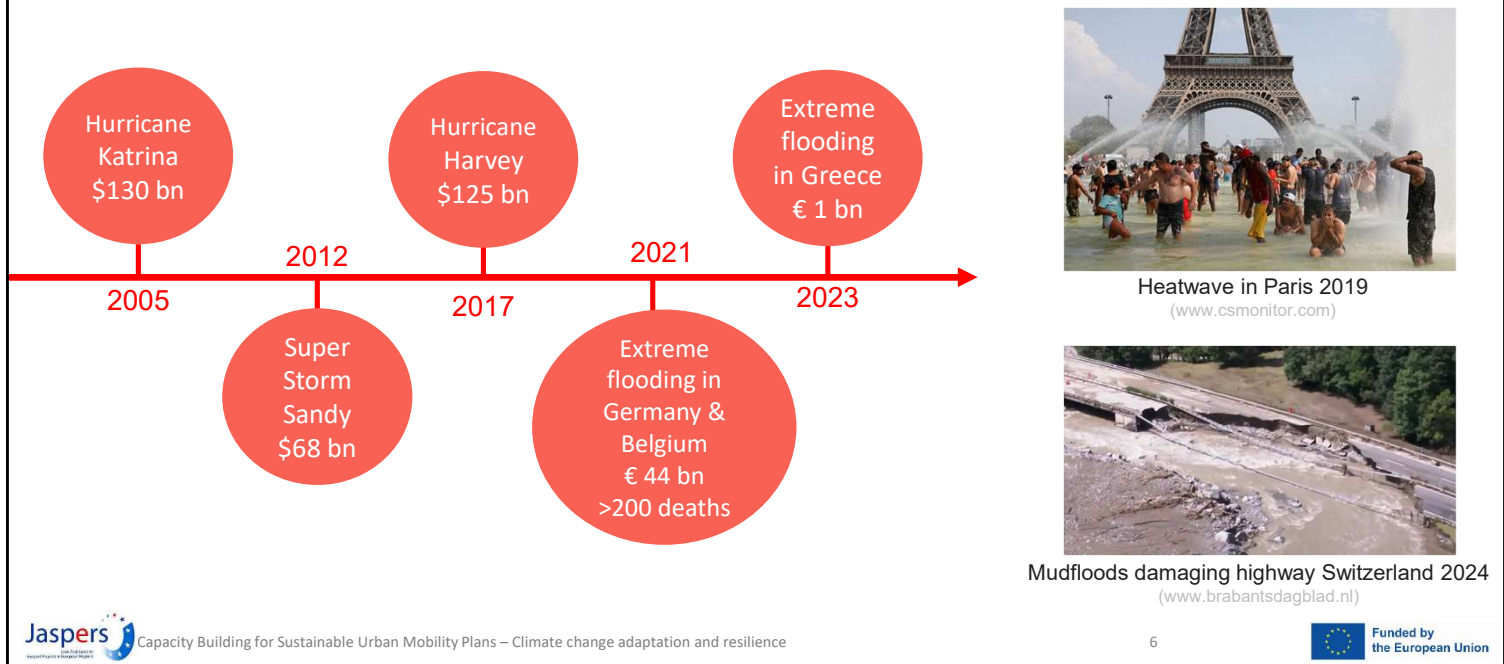 Hurricane
Katrina
$130 bn
2005
2012
Super
Storm
Sandy
$68 bn
Hurricane
Harvey
$125 bn
2017
2021
Extreme
flooding in
Germany &
Belgium
€ 44 bn
>200 deaths
Extreme
flooding
in Greece
€ 1 bn
2023
Heatwave in Paris 2019
(www.csmonitor.com)
Mudfloods damaging highway Switzerland 2024
(www.brabantsdagblad.nl)
Jaspers
Capacity Building for Sustainable Urban Mobility Plans – Climate change adaptation and resilience
6
Funded by
the European Union